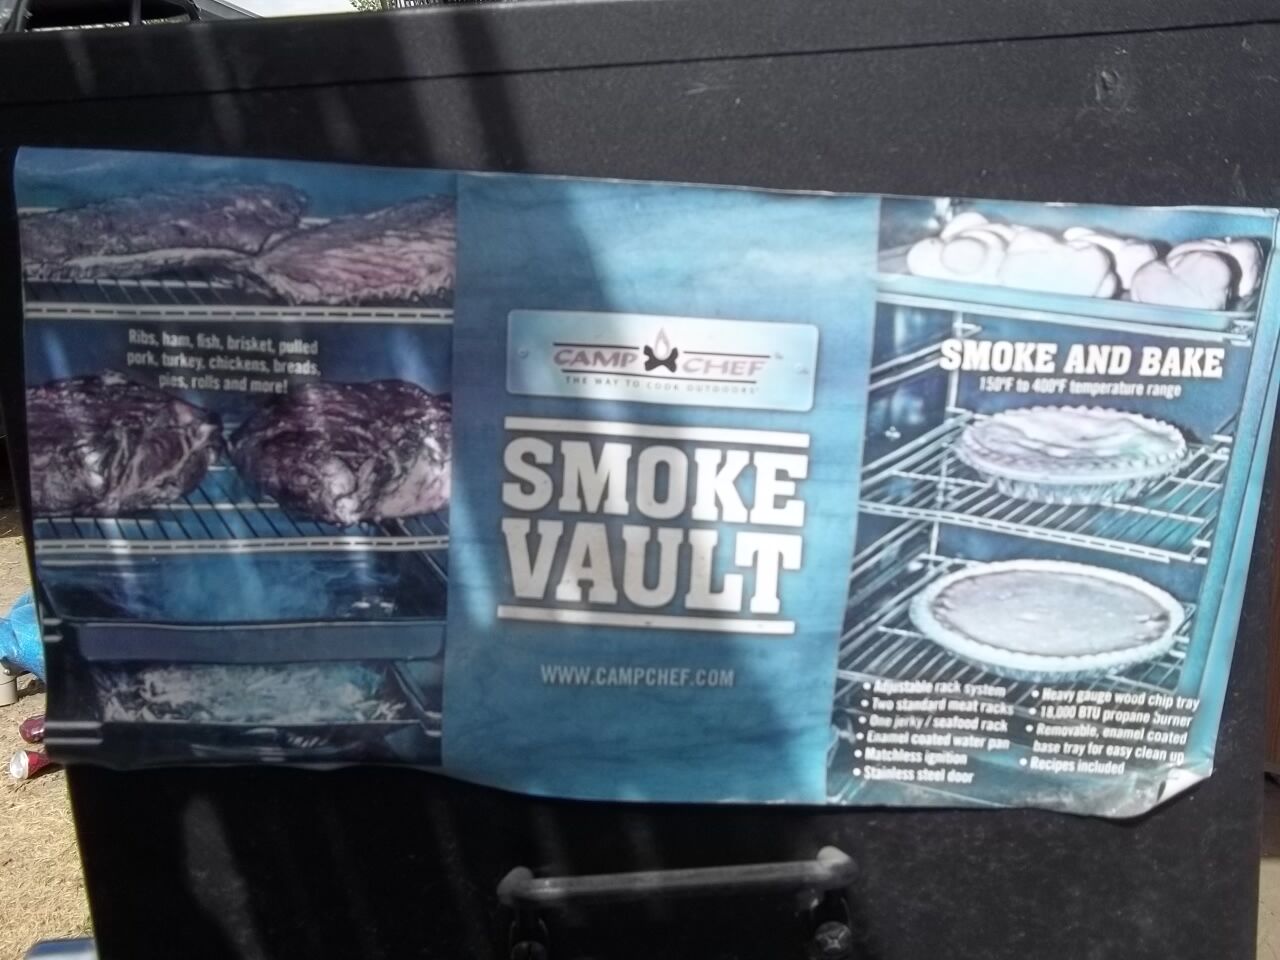 Ribs, ham, fish, brisket, pulled
pork, turkey, chickens, breads,
pies, rolls and more!
CAMP CHEF
THE WAY TO COOK OUTDOORS
SMOKE
VAULT
WWW.CAMPCHEF.COM
SMOKE AND BAKE
150°F to 400°F temperature range
• Adjustable rack system
• Two standard meat racks
• One jerky / seafood rack
• Enamel coated water pan
• Matchless ignition
• Stainless steel door
• Heavy gauge wood chip tray
• 18,000 BTU propane burner
• Removable, enamel coated
base tray for easy clean up
• Recipes included